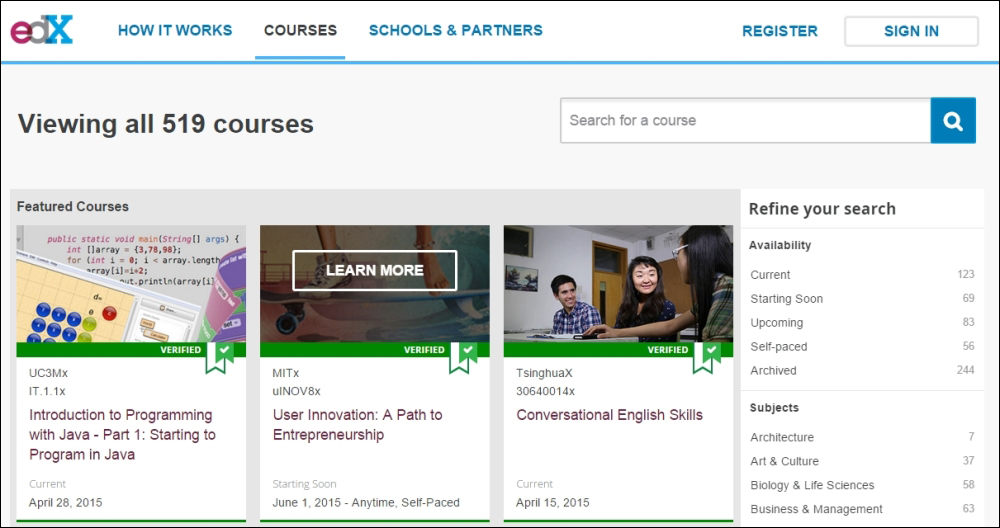 edX
HOW IT WORKS
COURSES
SCHOOLS & PARTNERS
REGISTER
SIGN IN
Viewing all 519 courses
Search for a course
Featured Courses
public static void main(String[] args) {
int []array = {3,78,98};
for (int i = 0; i < array.length
array[i]=i*2;
out.println(array[i]
VERIFIED
UC3Mx
IT.1.1x
Introduction to Programming
with Java - Part 1: Starting to
Program in Java
Current
April 28, 2015
LEARN MORE
VERIFIED
MITx
uINOV8x
User Innovation: A Path to
Entrepreneurship
Starting Soon
June 1, 2015 - Anytime, Self-Paced
VERIFIED
TsinghuaX
30640014x
Conversational English Skills
Current
April 15, 2015
Refine your search
Availability
Current 123
Starting Soon 69
Upcoming 83
Self-paced 56
Archived 244
Subjects
Architecture 7
Art & Culture 37
Biology & Life Sciences 58
Business & Management 63